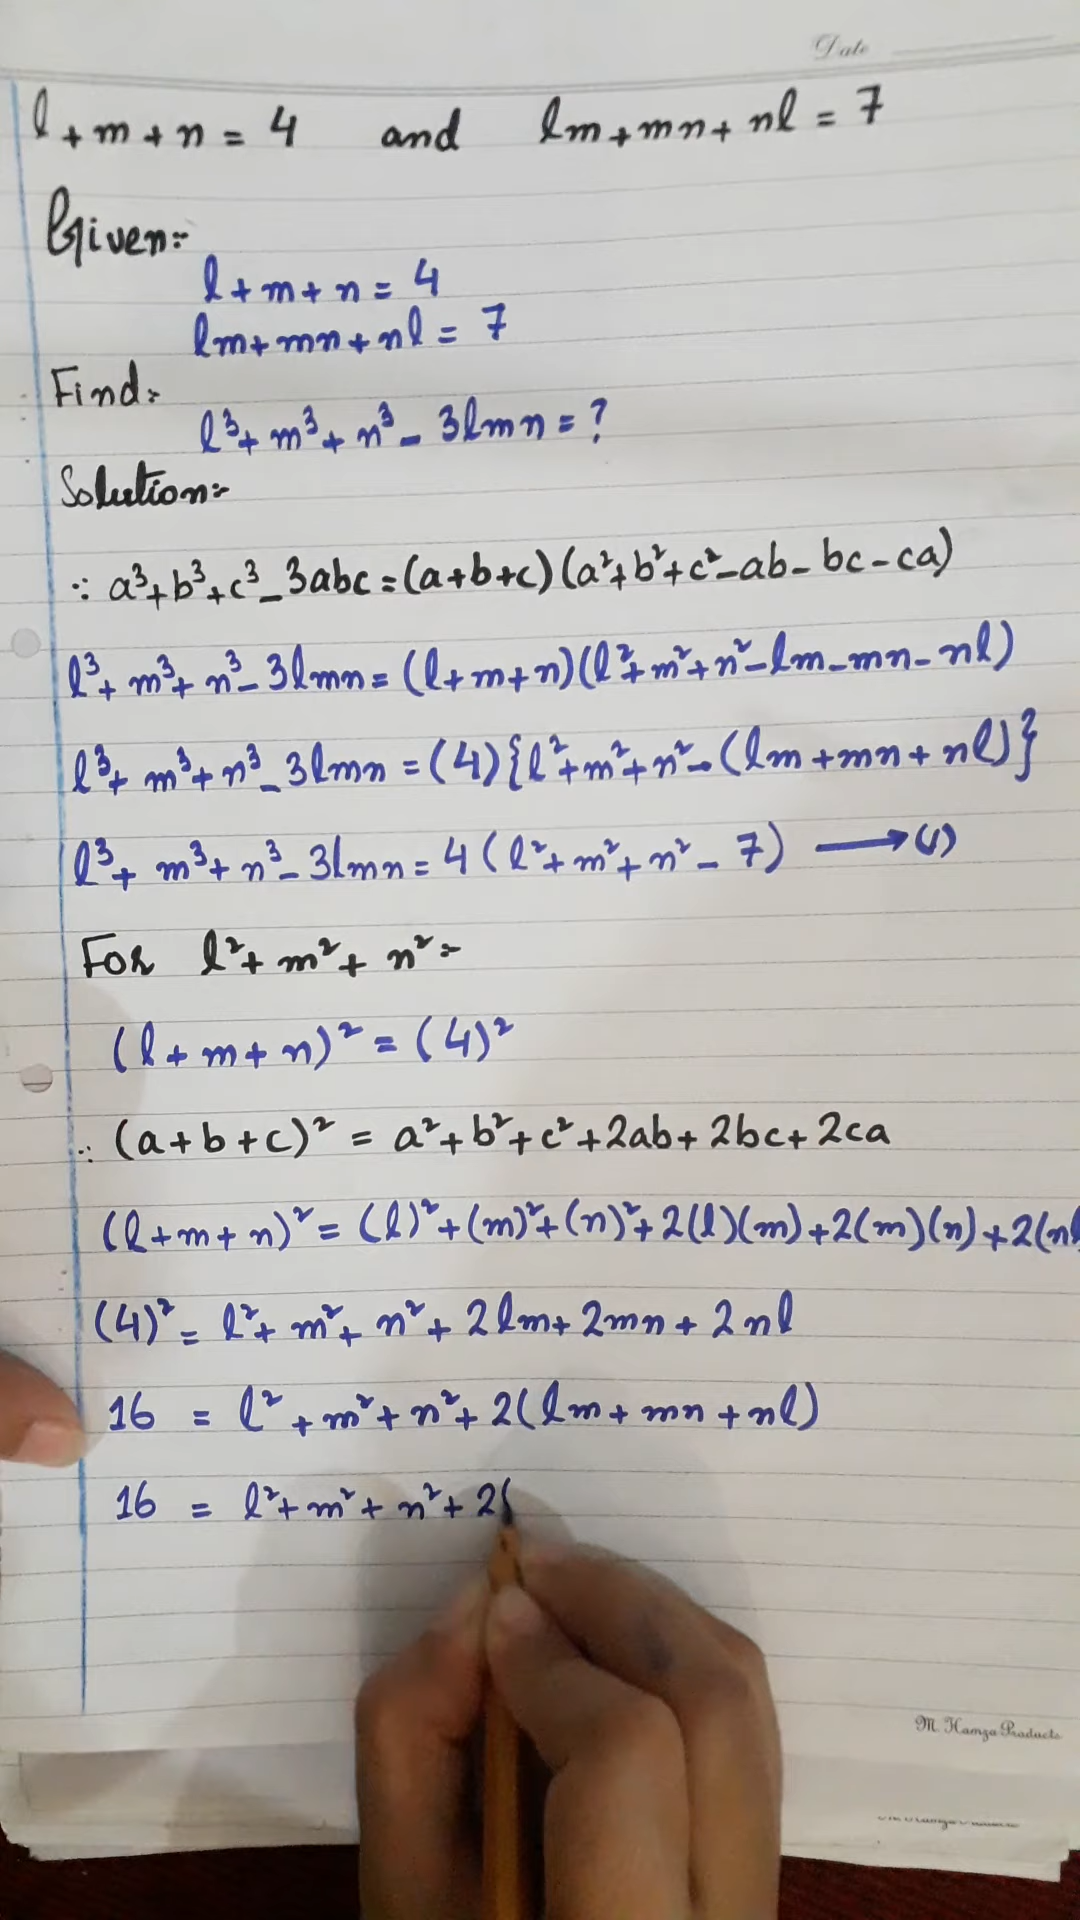 Date
l + m + n = 4 and lm + mn + nl = 7
Given:-
l + m + n = 4
lm + mn + nl = 7
Find:-
l³ + m³ + n³ - 3lmn = ?
Solution:-
∵ a³ + b³ + c³ - 3abc = (a+b+c)(a² + b² + c² - ab - bc - ca)
l³ + m³ + n³ - 3lmn = (l+m+n)(l² + m² + n² - lm - mn - nl)
l³ + m³ + n³ - 3lmn = (4){l² + m² + n² - (lm + mn + nl)}
l³ + m³ + n³ - 3lmn = 4(l² + m² + n² - 7) → (1)
For l² + m² + n² :-
(l + m + n)² = (4)²
∵ (a + b + c)² = a² + b² + c² + 2ab + 2bc + 2ca
(l + m + n)² = (l)² + (m)² + (n)² + 2(l)(m) + 2(m)(n) + 2(n
(4)² = l² + m² + n² + 2lm + 2mn + 2nl
16 = l² + m² + n² + 2(lm + mn + nl)
16 = l² + m² + n² + 2(
M. Hamza Products